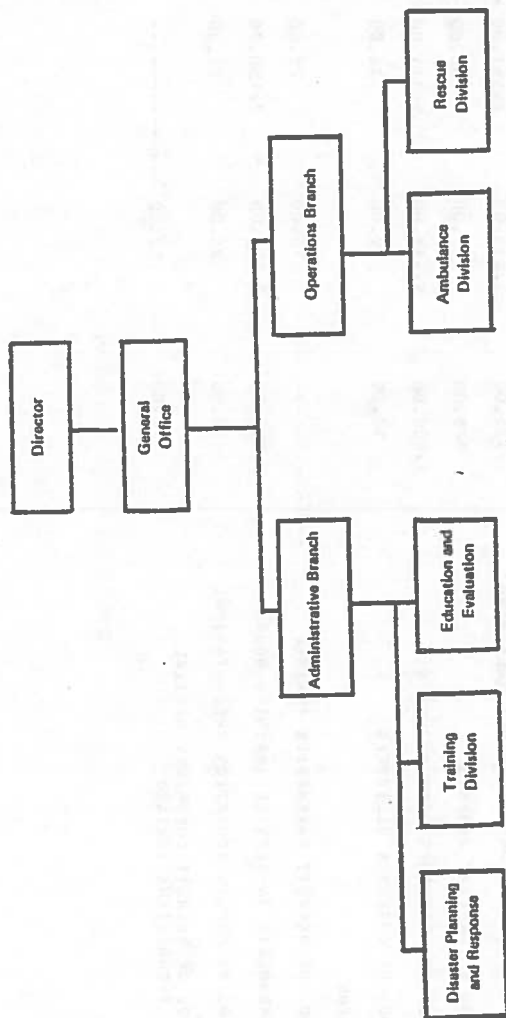 Director
General
Office
Administrative Branch
Operations Branch
Disaster Planning
and Response
Training
Division
Education and
Evaluation
Ambulance
Division
Rescue
Division